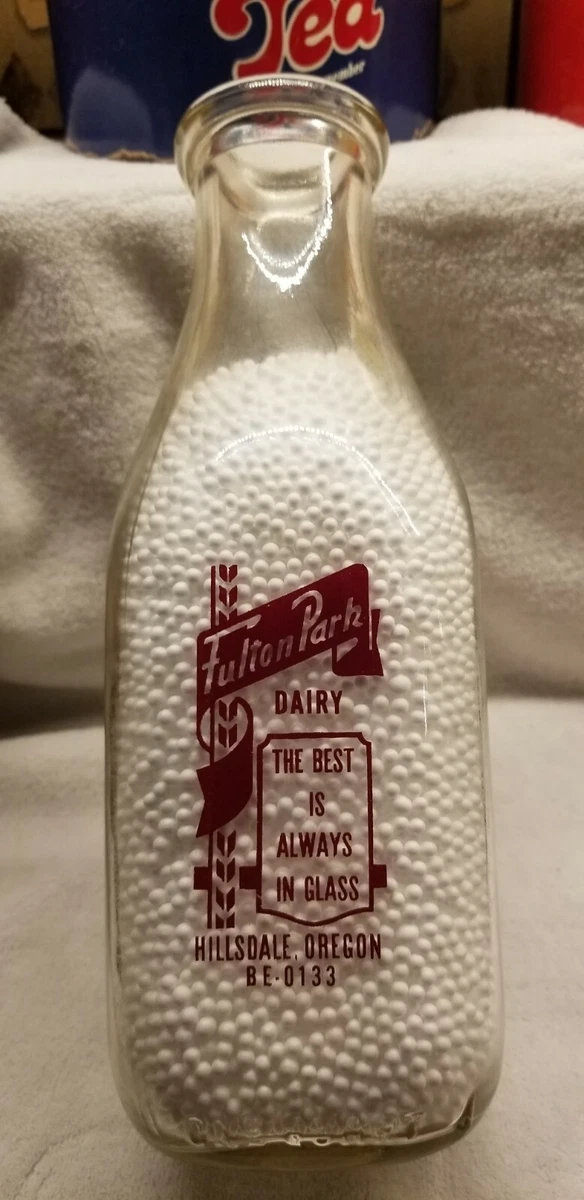 Tea
Fulton Park
DAIRY
THE BEST
IS
ALWAYS
IN GLASS
HILLSDALE, OREGON
BE-0133